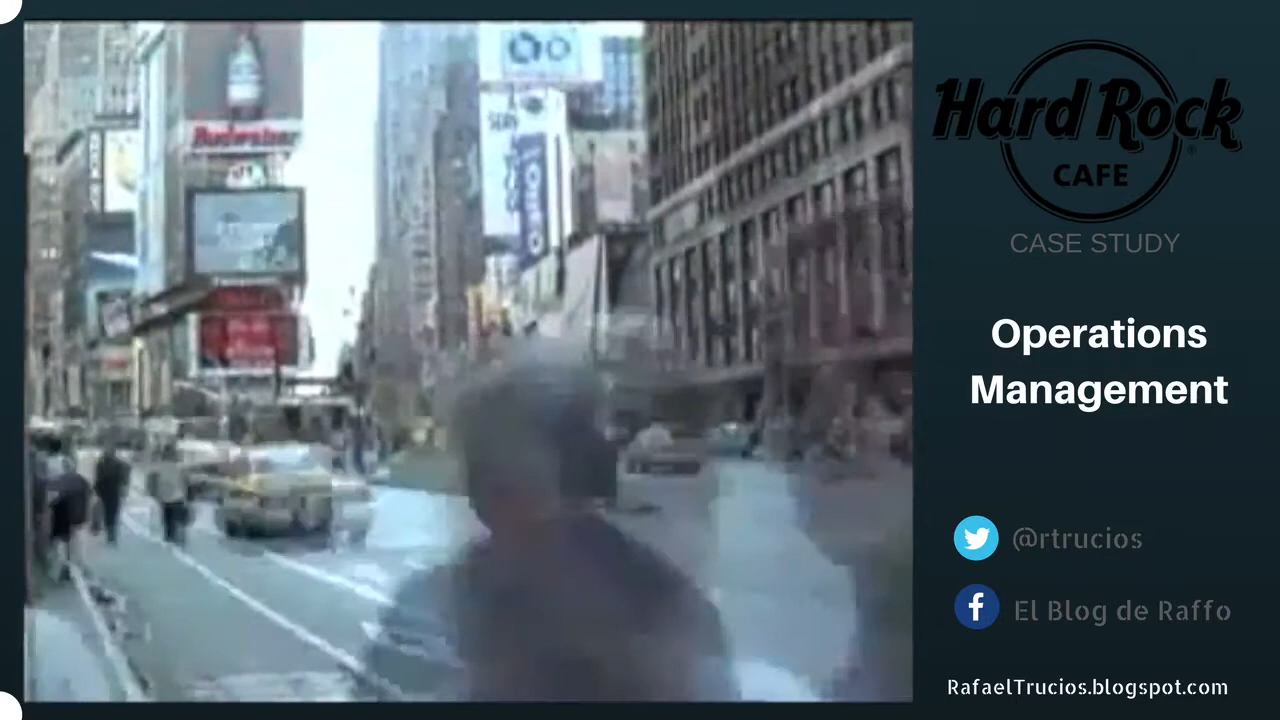 Budweiser
Hard Rock
CAFE
CASE STUDY
Operations
Management
@rtrucios
El Blog de Raffo
RafaelTrucios.blogspot.com